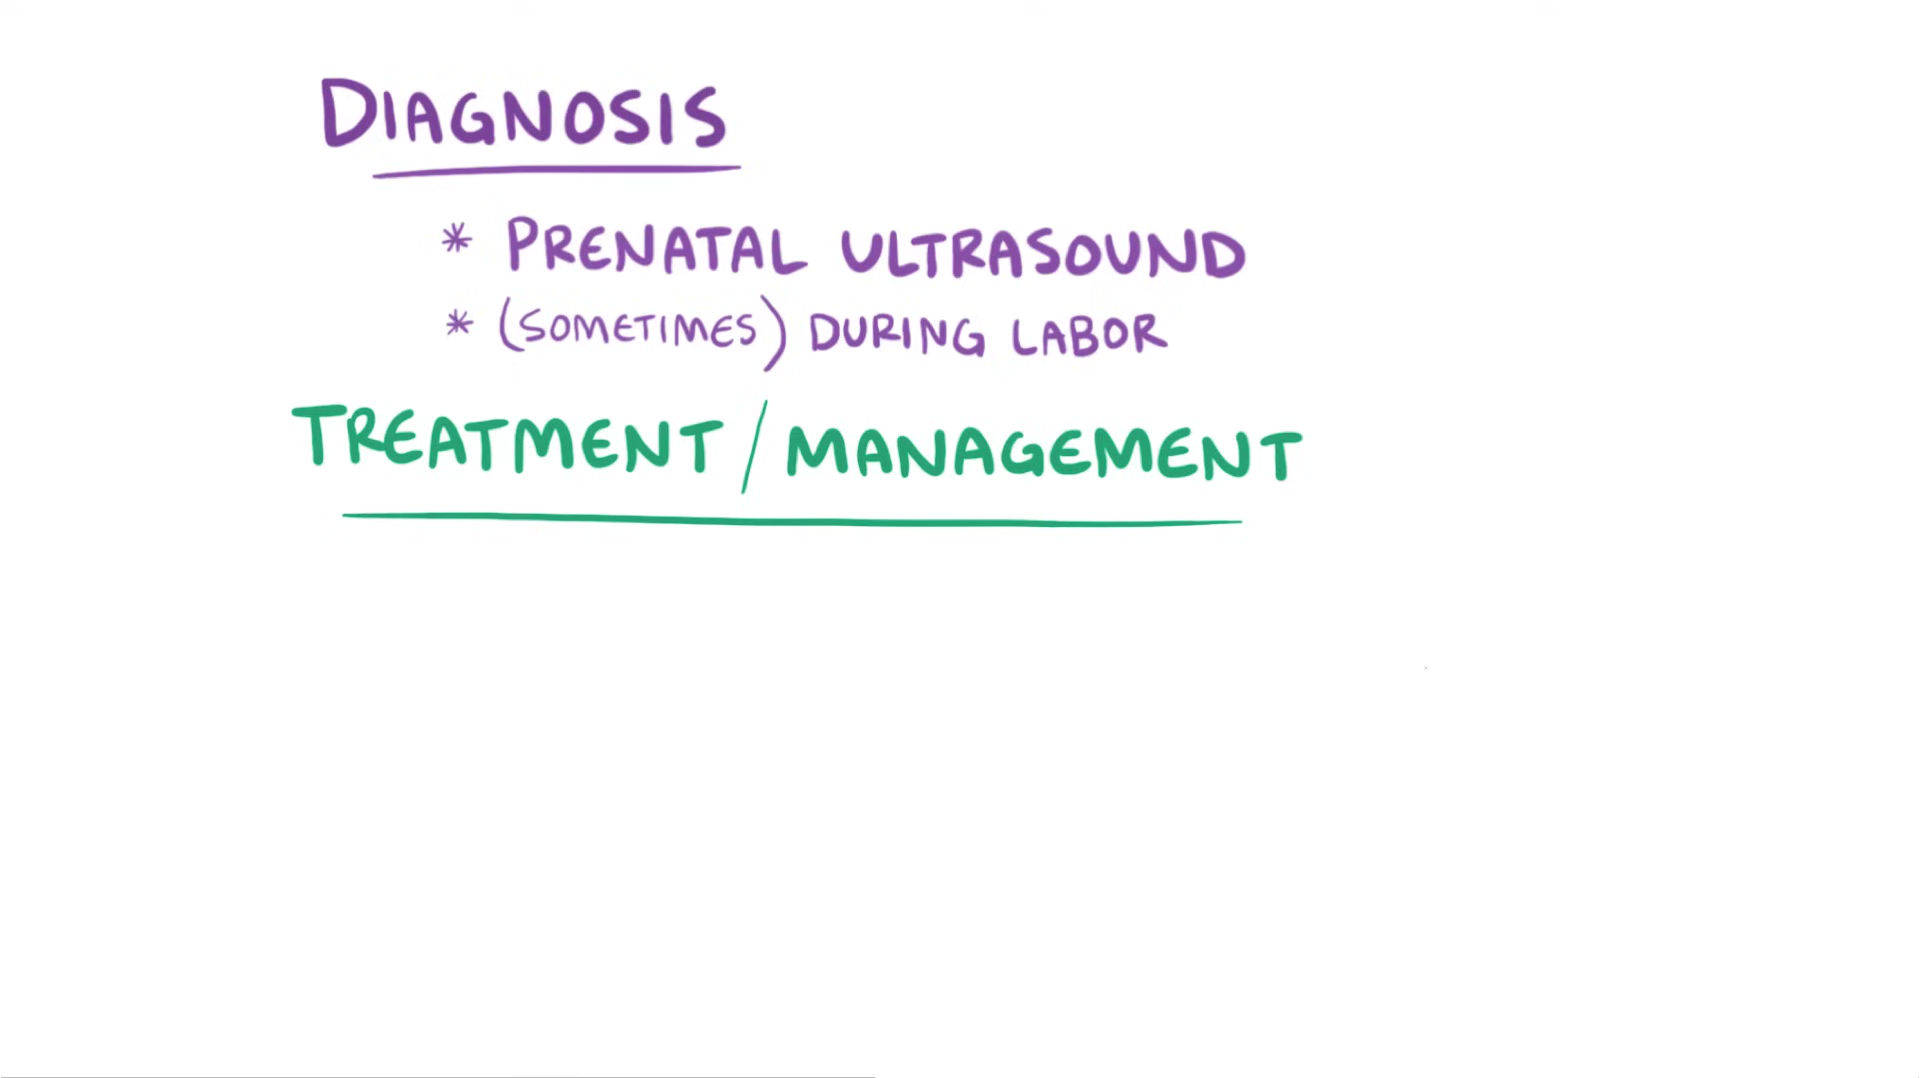 DIAGNOSIS
* PRENATAL ULTRASOUND
* (SOMETIMES) DURING LABOR
TREATMENT / MANAGEMENT